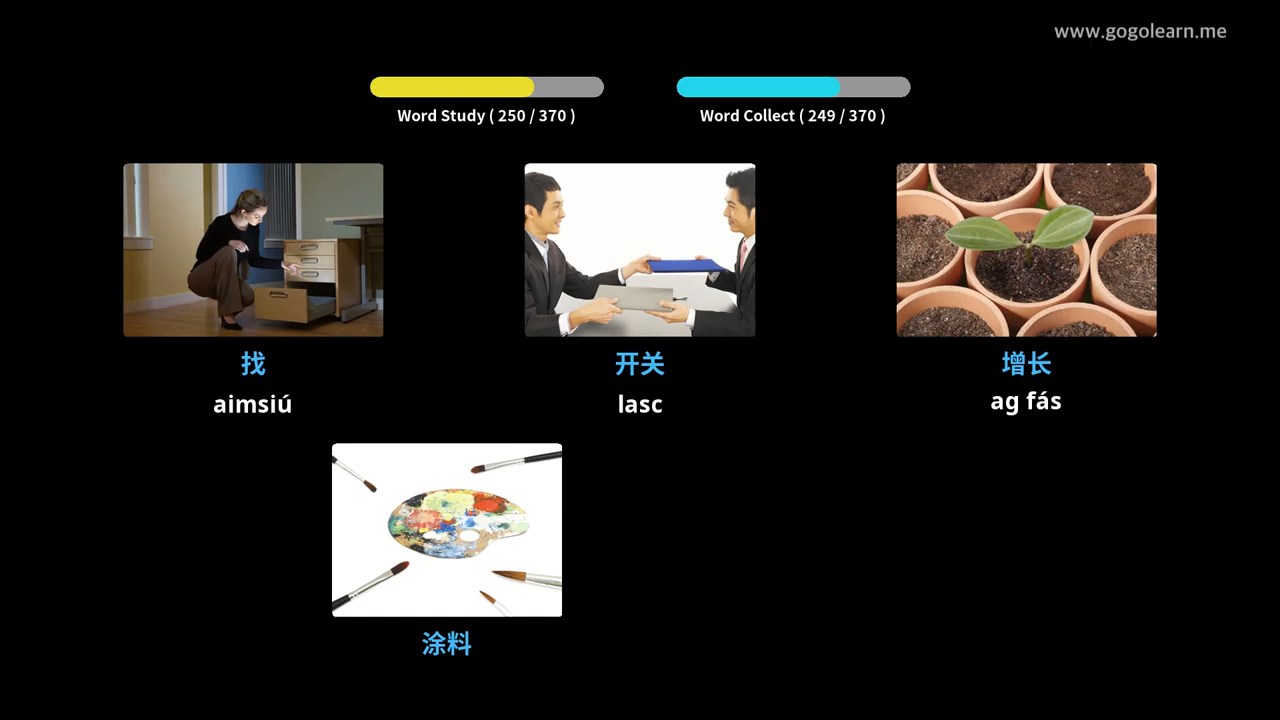 www.gogolearn.me
Word Study ( 250 / 370 )
Word Collect ( 249 / 370 )
找
aimsiú
开关
lasc
增长
ag fás
涂料